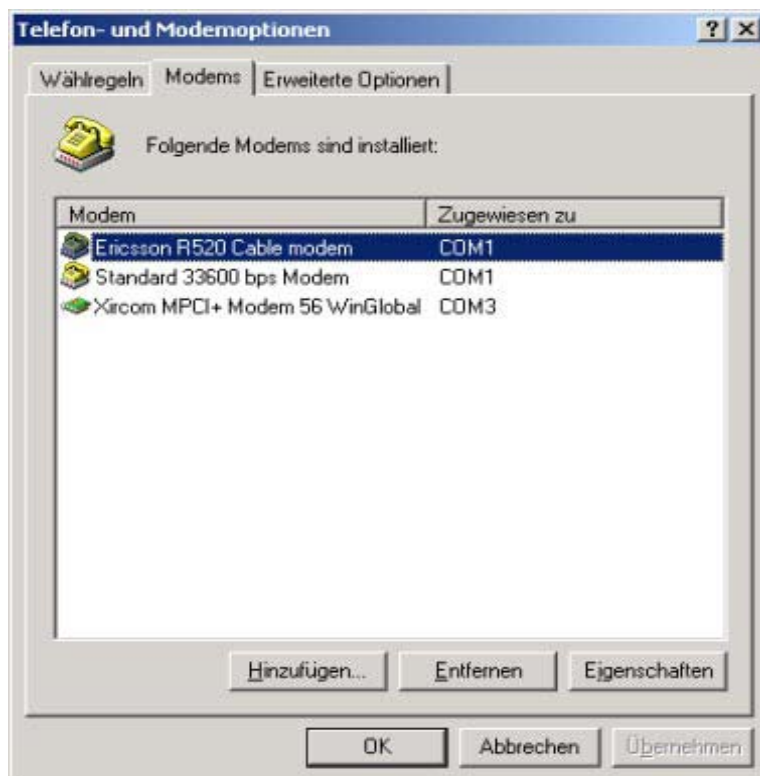 Telefon- und Modemoptionen
Wählregeln Modems Erweiterte Optionen
Folgende Modems sind installiert:
Modem Zugewiesen zu
Ericsson R520 Cable modem COM1
Standard 33600 bps Modem COM1
Xircom MPCI+ Modem 56 WinGlobal COM3
Hinzufügen... Entfernen Eigenschaften
OK Abbrechen Übernehmen